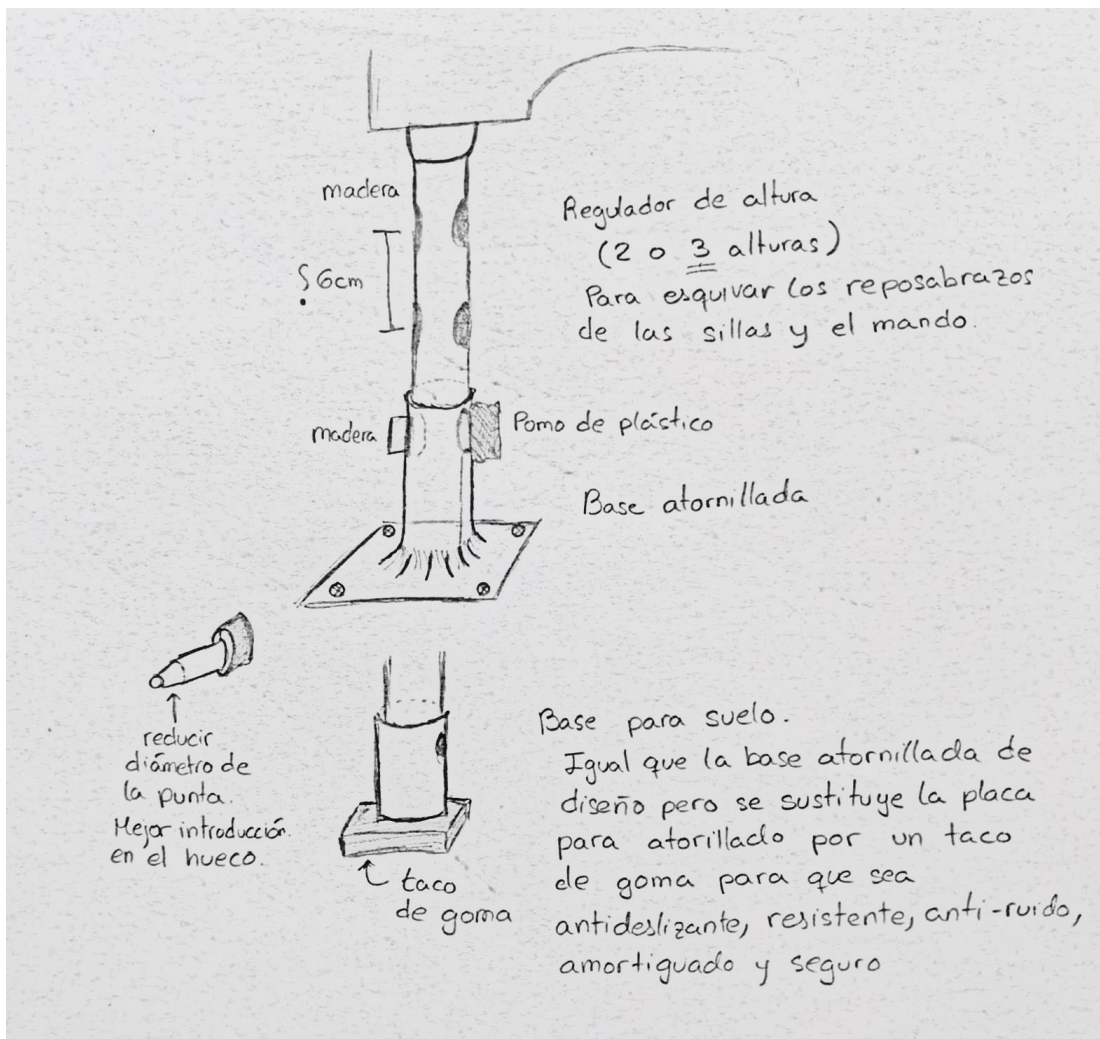 madera
6cm
Regulador de altura
(2 o 3 alturas)
Para esquivar los reposabrazos
de las sillas y el mando.
madera
Pomo de plástico
Base atornillada
reducir
diámetro de
la punta.
Mejor introducción
en el hueco.
taco
de goma
Base para suelo.
Igual que la base atornillada de
diseño pero se sustituye la placa
para atorillado por un taco
de goma para que sea
antideslizante, resistente, anti-ruido,
amortiguado y seguro